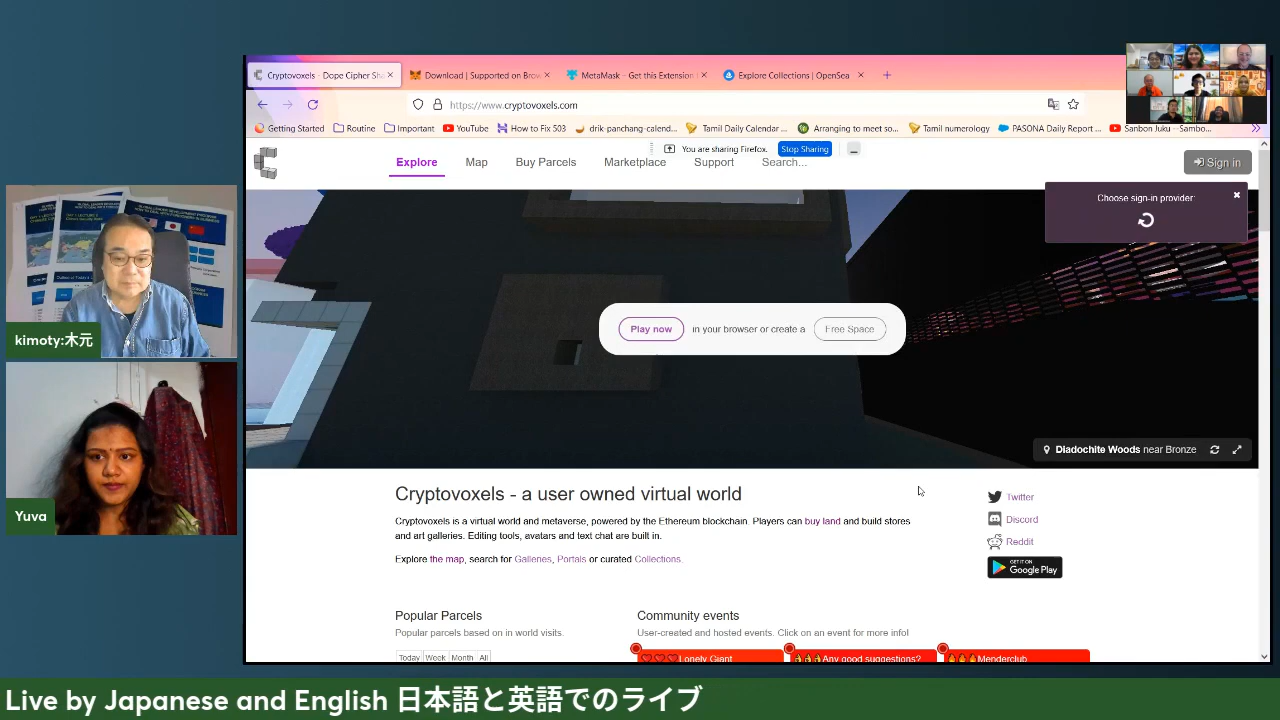 Cryptovoxels - Dope Cipher Sha
Download | Supported on Brow
MetaMask – Get this Extension
Explore Collections | OpenSea
https://www.cryptovoxels.com
Getting Started
Routine
Important
YouTube
How to Fix 503
drik-panchang-calend...
Tamil Daily Calendar ...
Arranging to meet so...
Tamil numerology
PASONA Daily Report ...
Sanbon Juku --Sambo...
You are sharing Firefox.
Stop Sharing
Explore
Map
Buy Parcels
Marketplace
Support
Search...
Sign in
Choose sign-in provider:
Play now
in your browser or create a
Free Space
Diadochite Woods near Bronze
kimoty:木元
Yuva
Cryptovoxels - a user owned virtual world
Cryptovoxels is a virtual world and metaverse, powered by the Ethereum blockchain. Players can buy land and build stores
and art galleries. Editing tools, avatars and text chat are built in.
Explore the map, search for Galleries, Portals or curated Collections.
Twitter
Discord
Reddit
GET IT ON
Google Play
Popular Parcels
Popular parcels based on in world visits.
Today
Week
Month
All
Community events
User-created and hosted events. Click on an event for more info!
Lonely Giant
Any good suggestions?
Menderclub
Live by Japanese and English 日本語と英語でのライブ